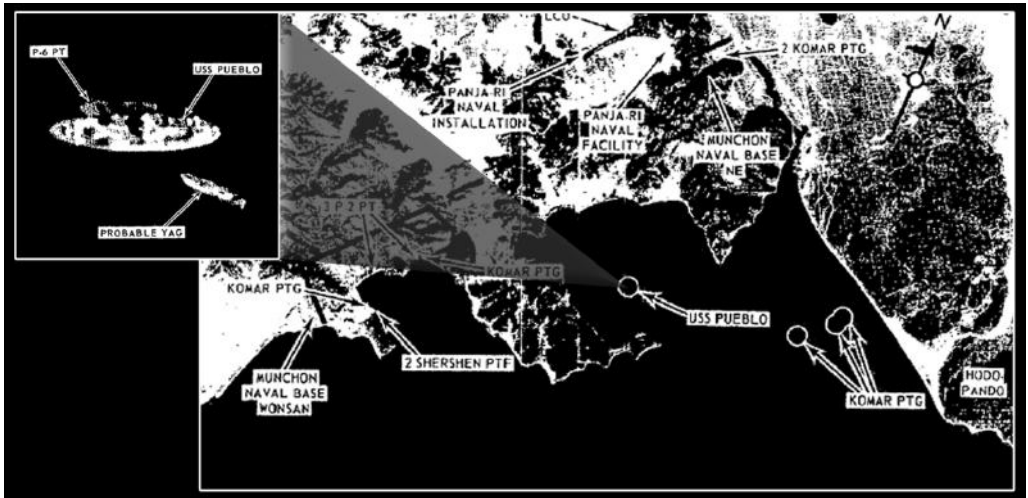 P-6 PT
USS PUEBLO
PROBABLE YAG
LCU
N
2 KOMAR PTG
PANJA-RI
NAVAL
INSTALLATION
PANJA-RI
NAVAL
FACILITY
MUNCHON
NAVAL BASE
NE
3 P 2 PT
KOMAR PTG
KOMAR PTG
USS PUEBLO
2 SHERSHEN PTF
MUNCHON
NAVAL BASE
WONSAN
KOMAR PTG
HODO-
PANDO